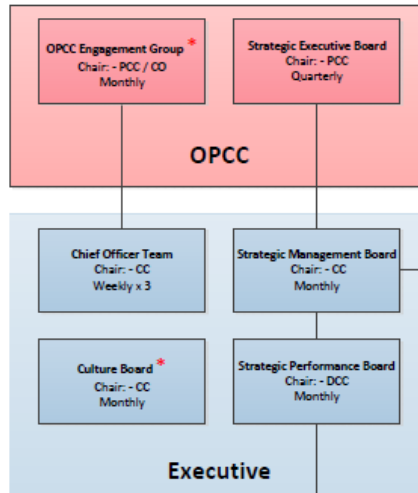 OPCC Engagement Group *
Chair: - PCC / CO
Monthly
Strategic Executive Board
Chair: - PCC
Quarterly
OPCC
Chief Officer Team
Chair: - CC
Weekly x 3
Strategic Management Board
Chair: - CC
Monthly
Culture Board *
Chair: - CC
Monthly
Strategic Performance Board
Chair: - DCC
Monthly
Executive